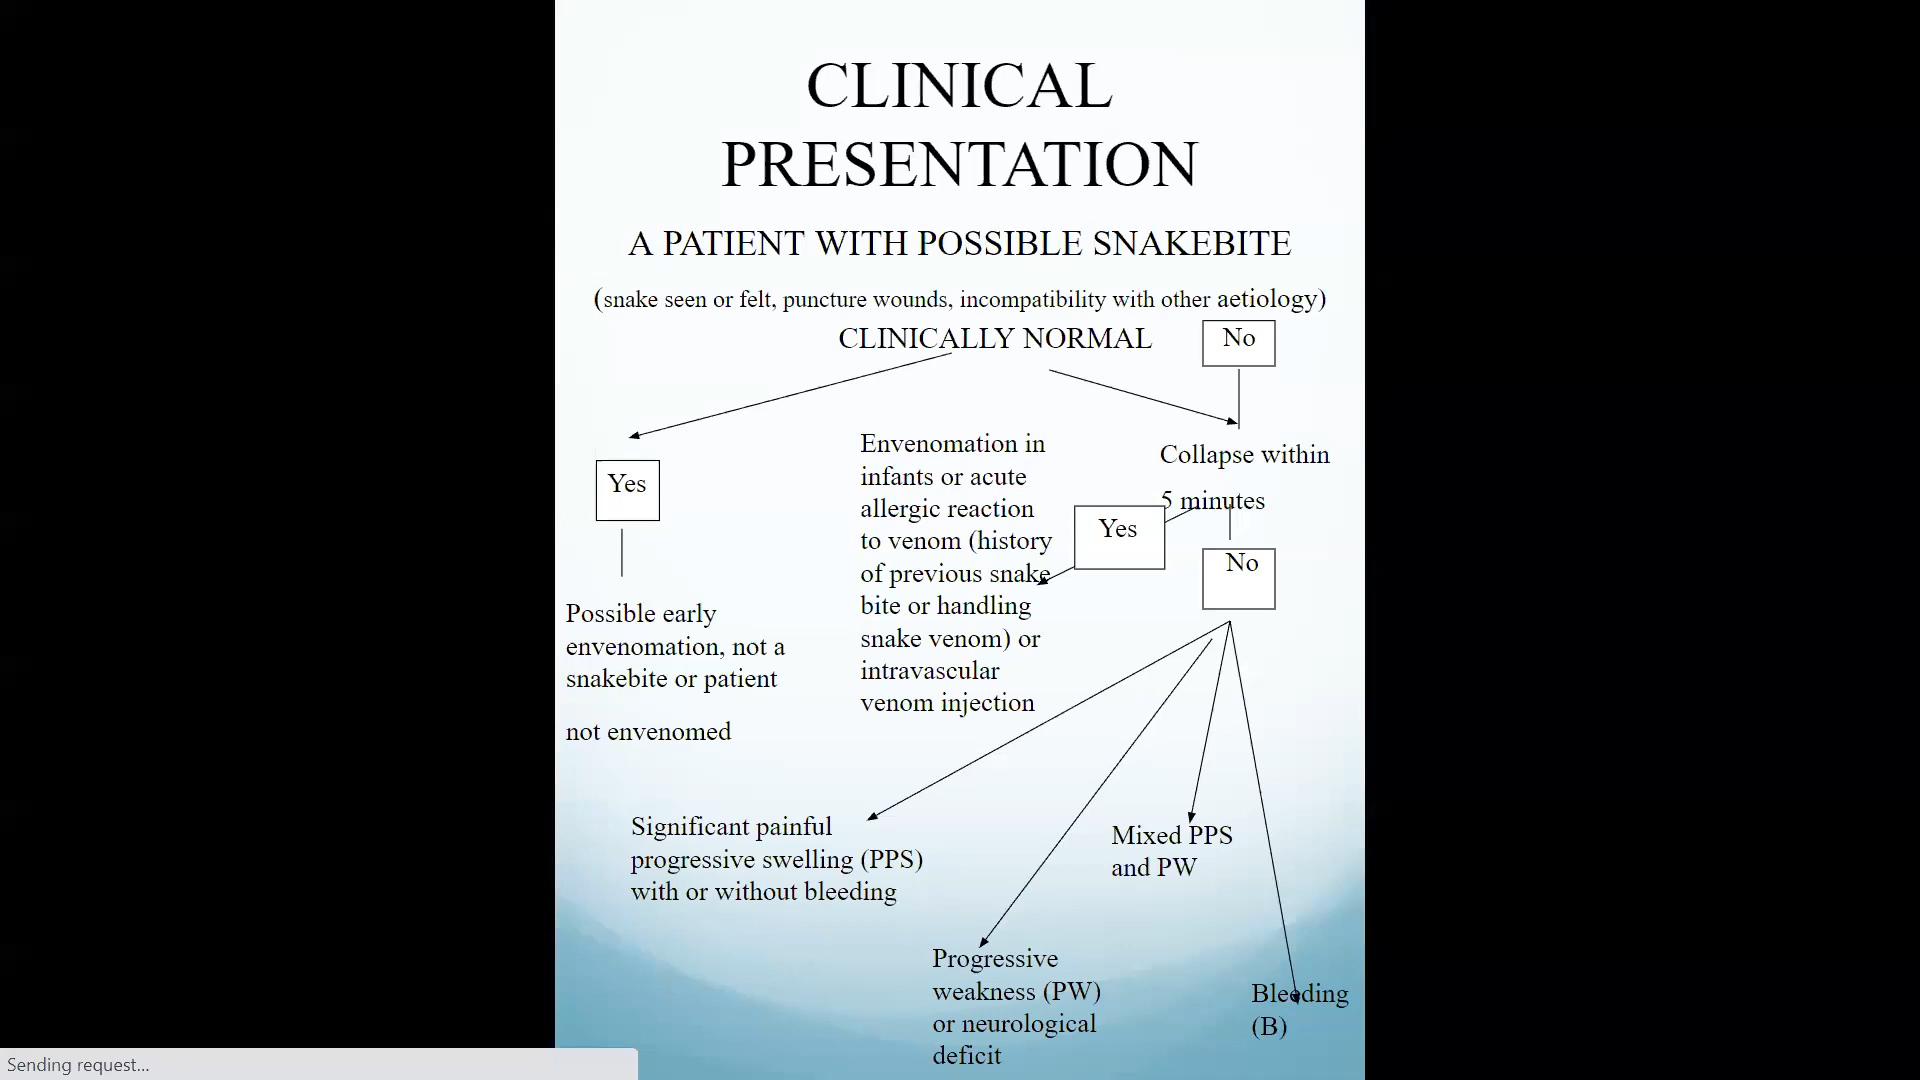 CLINICAL
PRESENTATION
A PATIENT WITH POSSIBLE SNAKEBITE
(snake seen or felt, puncture wounds, incompatibility with other aetiology)
CLINICALLY NORMAL
No
Yes
Possible early
envenomation, not a
snakebite or patient
not envenomed
Envenomation in
infants or acute
allergic reaction
to venom (history
of previous snake
bite or handling
snake venom) or
intravascular
venom injection
Collapse within
5 minutes
Yes
No
Significant painful
progressive swelling (PPS)
with or without bleeding
Progressive
weakness (PW)
or neurological
deficit
Mixed PPS
and PW
Bleeding
(B)
Sending request...